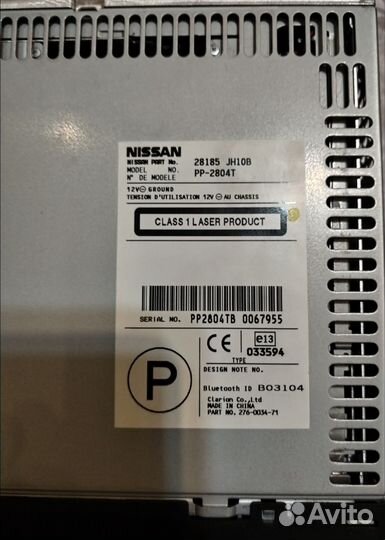 NISSAN
NISSAN PART No. 28185 JH10B
MODEL NO. PP-2804T
N° DE MODELE
12V⊖GROUND
TENSION D'UTILISATION 12V ⊖ AU CHASSIS
CLASS 1 LASER PRODUCT
SERIAL NO. PP2804TB 0067955
CE e13
033594
TYPE
DESIGN NOTE NO.
P
Bluetooth ID B03104
Clarion Co.,Ltd
MADE IN CHINA
PART NO. 276-0034-71
Avito